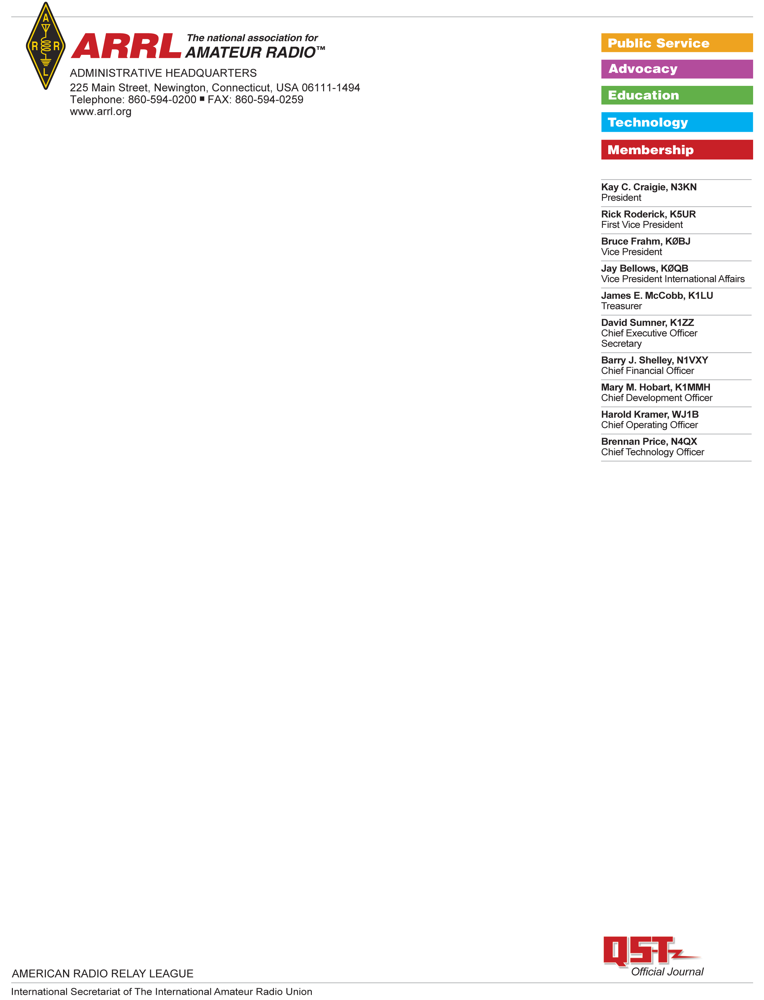 A
R R
L
ARRL The national association for
AMATEUR RADIO™
ADMINISTRATIVE HEADQUARTERS
225 Main Street, Newington, Connecticut, USA 06111-1494
Telephone: 860-594-0200 ■ FAX: 860-594-0259
www.arrl.org
Public Service
Advocacy
Education
Technology
Membership
Kay C. Craigie, N3KN
President
Rick Roderick, K5UR
First Vice President
Bruce Frahm, KØBJ
Vice President
Jay Bellows, KØQB
Vice President International Affairs
James E. McCobb, K1LU
Treasurer
David Sumner, K1ZZ
Chief Executive Officer
Secretary
Barry J. Shelley, N1VXY
Chief Financial Officer
Mary M. Hobart, K1MMH
Chief Development Officer
Harold Kramer, WJ1B
Chief Operating Officer
Brennan Price, N4QX
Chief Technology Officer
QST
Official Journal
AMERICAN RADIO RELAY LEAGUE
International Secretariat of The International Amateur Radio Union